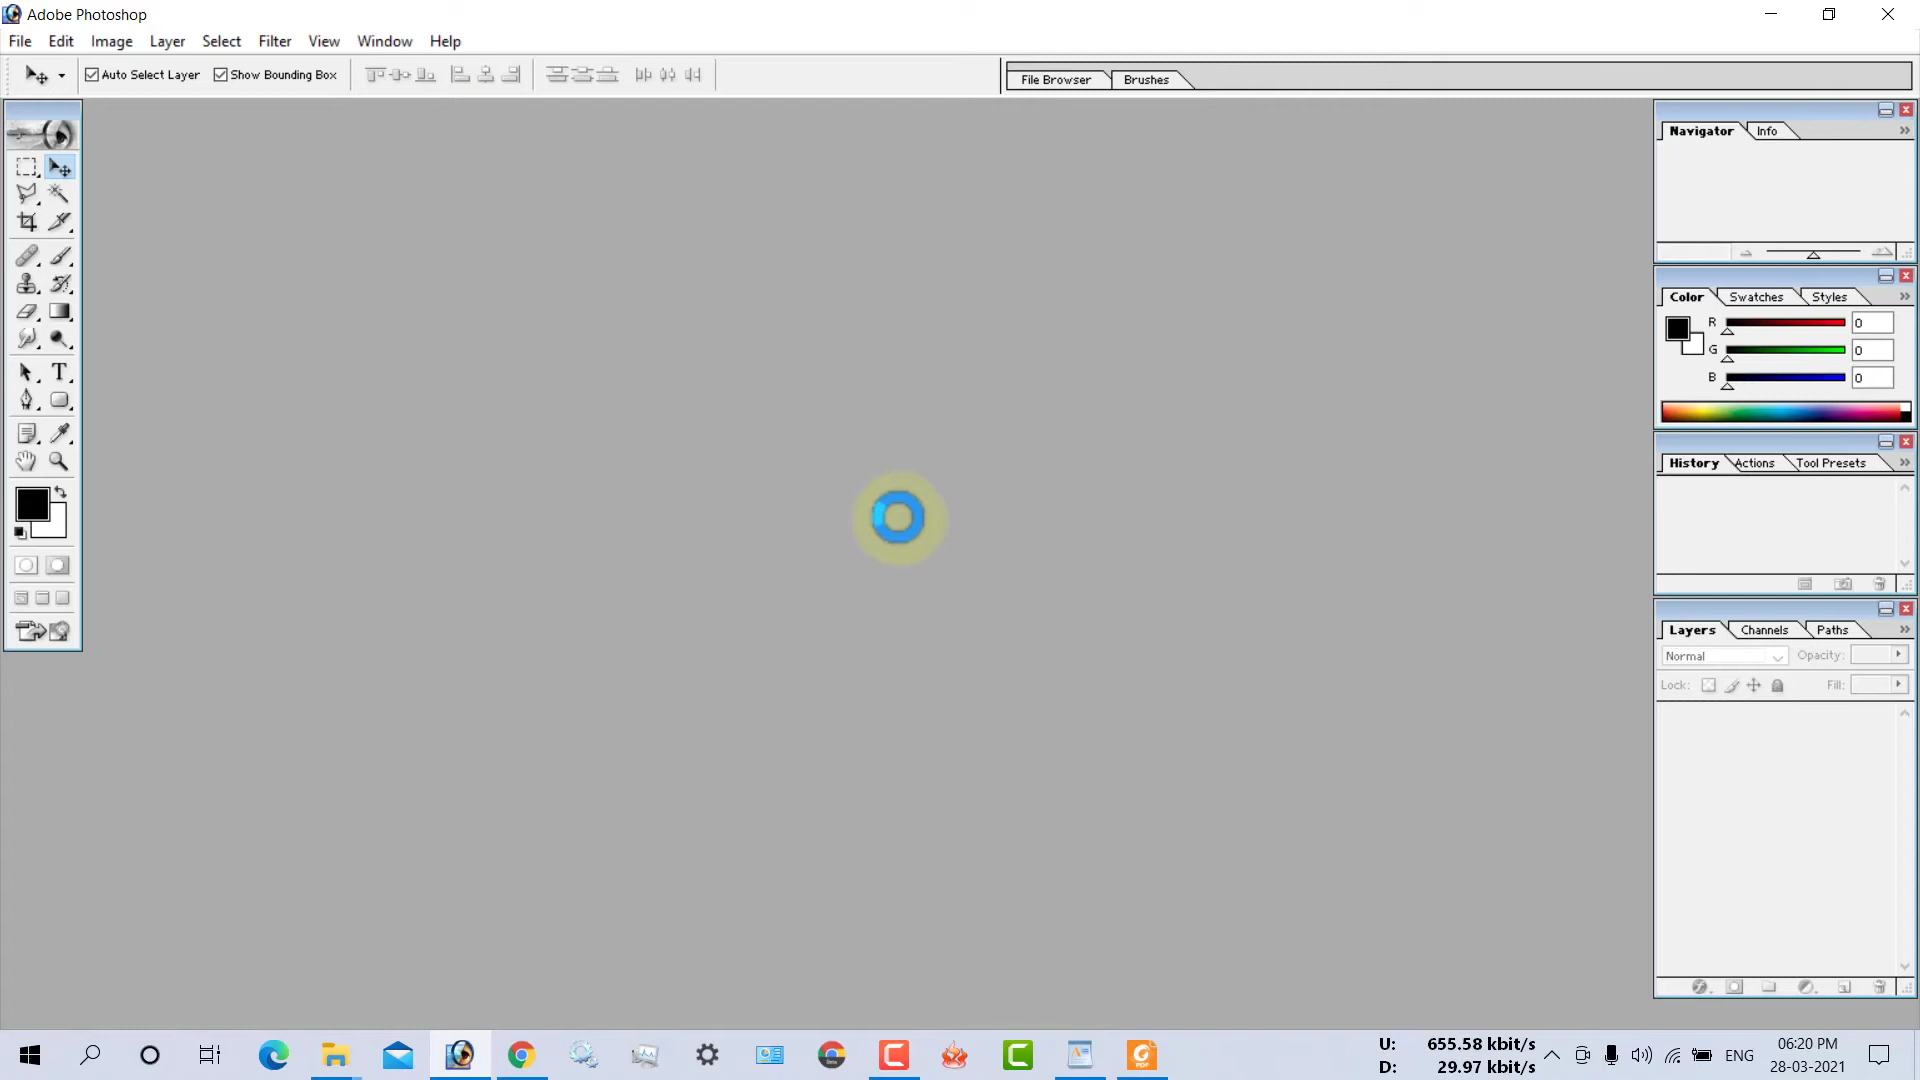 Adobe Photoshop
File Edit Image Layer Select Filter View Window Help
Auto Select Layer Show Bounding Box File Browser Brushes
Navigator Info
Color Swatches Styles
R 0
G 0
B 0
T
History Actions Tool Presets
Layers Channels Paths
Normal Opacity:
Lock: Fill:
U: 655.58 kbit/s
D: 29.97 kbit/s
ENG
06:20 PM
28-03-2021
PDF